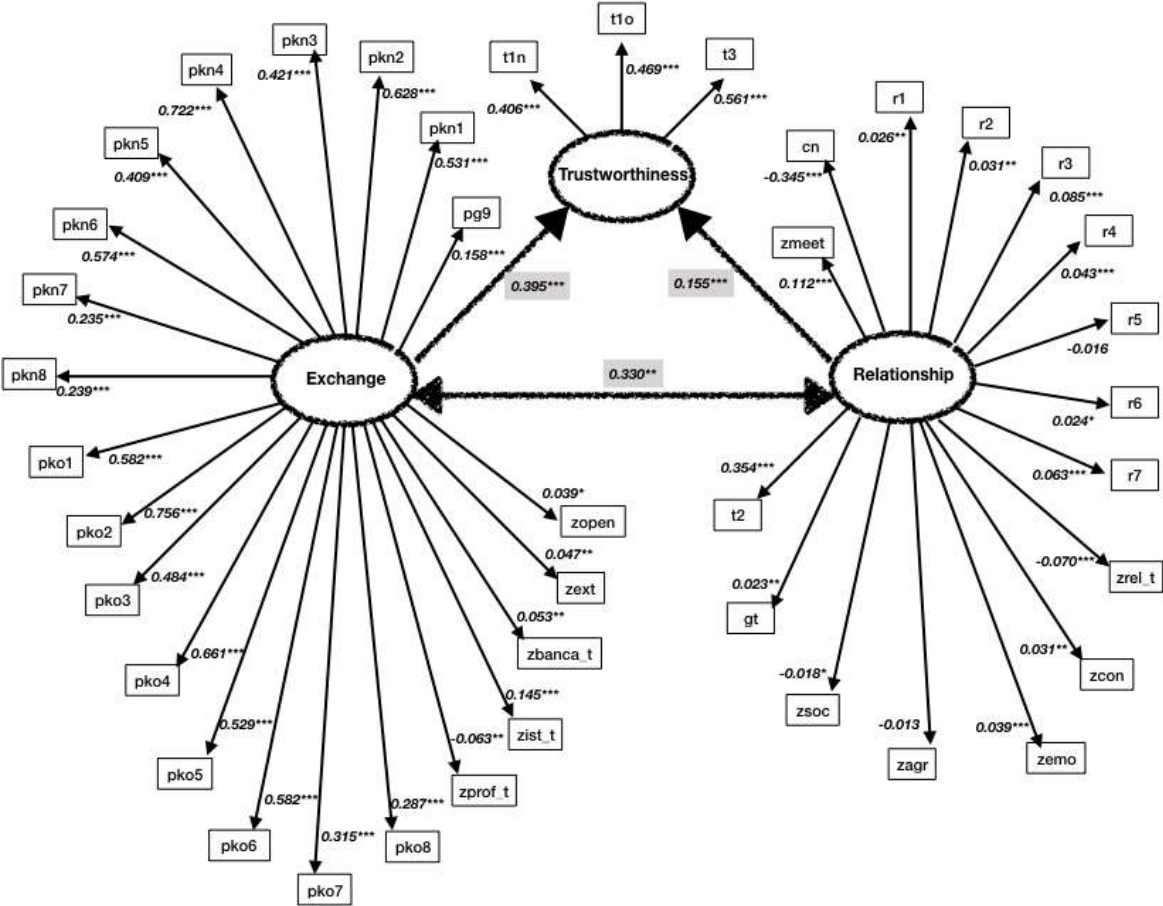 t1o
pkn3
t1n
t3
pkn2
0.469***
0.421***
pkn4
0.628***
0.406***
0.561***
r1
0.722***
pkn1
r2
pkn5
0.531***
0.026**
cn
0.031**
r3
0.409***
Trustworthiness
-0.345***
0.085***
pg9
pkn6
r4
zmeet
0.158***
0.574***
0.043***
0.112***
0.395***
0.155***
pkn7
0.235***
r5
-0.016
pkn8
Exchange
0.330**
Relationship
0.239***
r6
0.024*
pko1
0.582***
0.354***
0.063***
r7
0.039*
0.756***
t2
zopen
pko2
0.047**
0.484***
-0.070***
zrel_t
0.023**
zext
pko3
gt
0.053**
0.031**
0.661***
zbanca_t
-0.018*
zcon
pko4
0.145***
zsoc
0.529***
-0.063**
zist_t
-0.013
0.039***
pko5
zagr
zemo
zprof_t
0.582***
0.287***
0.315***
pko6
pko8
pko7